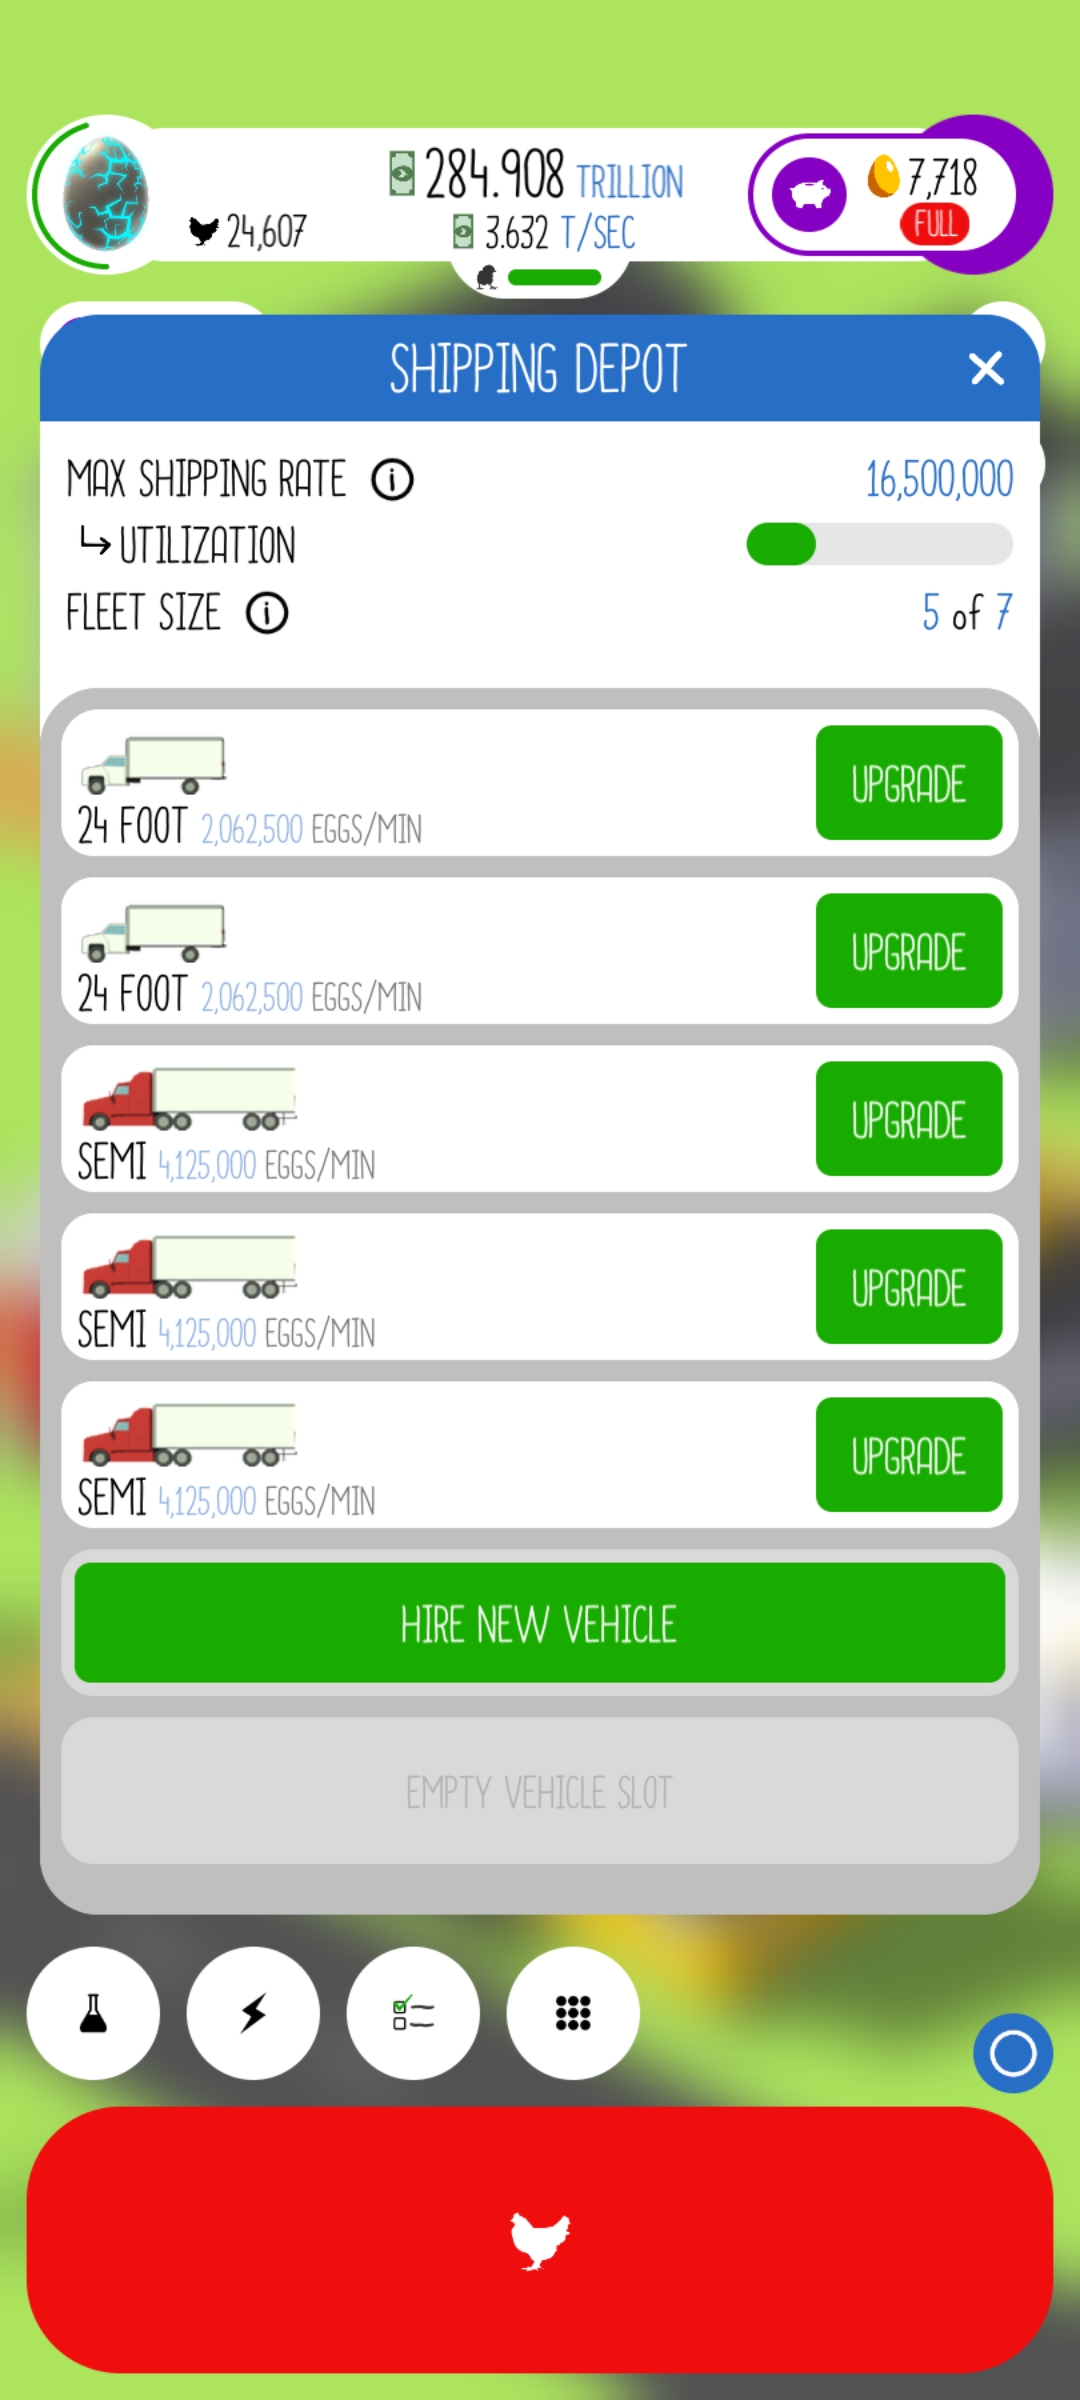 284.908 TRILLION
24,607
3.632 T/SEC
7,718
FULL
SHIPPING DEPOT
MAX SHIPPING RATE 16,500,000
UTILIZATION
FLEET SIZE 5 of 7
24 FOOT 2,062,500 EGGS/MIN
UPGRADE
24 FOOT 2,062,500 EGGS/MIN
UPGRADE
SEMI 4,125,000 EGGS/MIN
UPGRADE
SEMI 4,125,000 EGGS/MIN
UPGRADE
SEMI 4,125,000 EGGS/MIN
UPGRADE
HIRE NEW VEHICLE
EMPTY VEHICLE SLOT